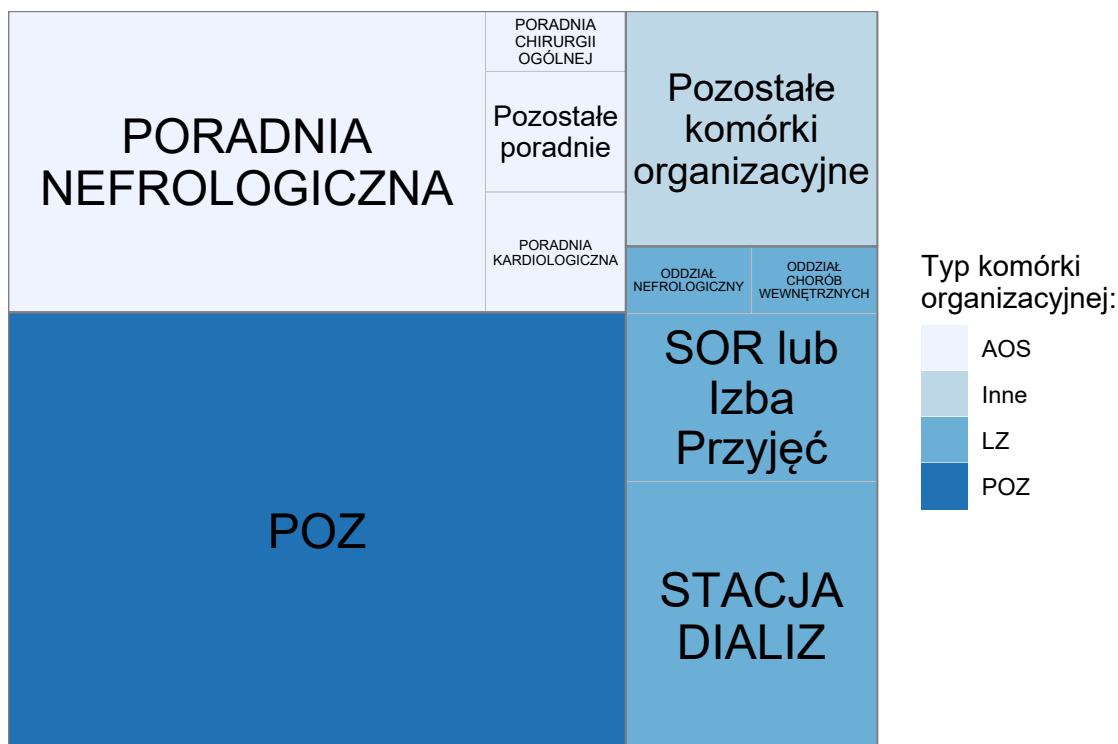 PORADNIA
NEFROLOGICZNA
PORADNIA
CHIRURGII
OGÓLNEJ
Pozostałe
poradnie
PORADNIA
KARDIOLOGICZNA
Pozostałe
komórki
organizacyjne
ODDZIAŁ
NEFROLOGICZNY
ODDZIAŁ
CHORÓB
WEWNĘTRZNYCH
SOR lub
Izba
Przyjęć
POZ
STACJA
DIALIZ
Typ komórki
organizacyjnej:
AOS
Inne
LZ
POZ